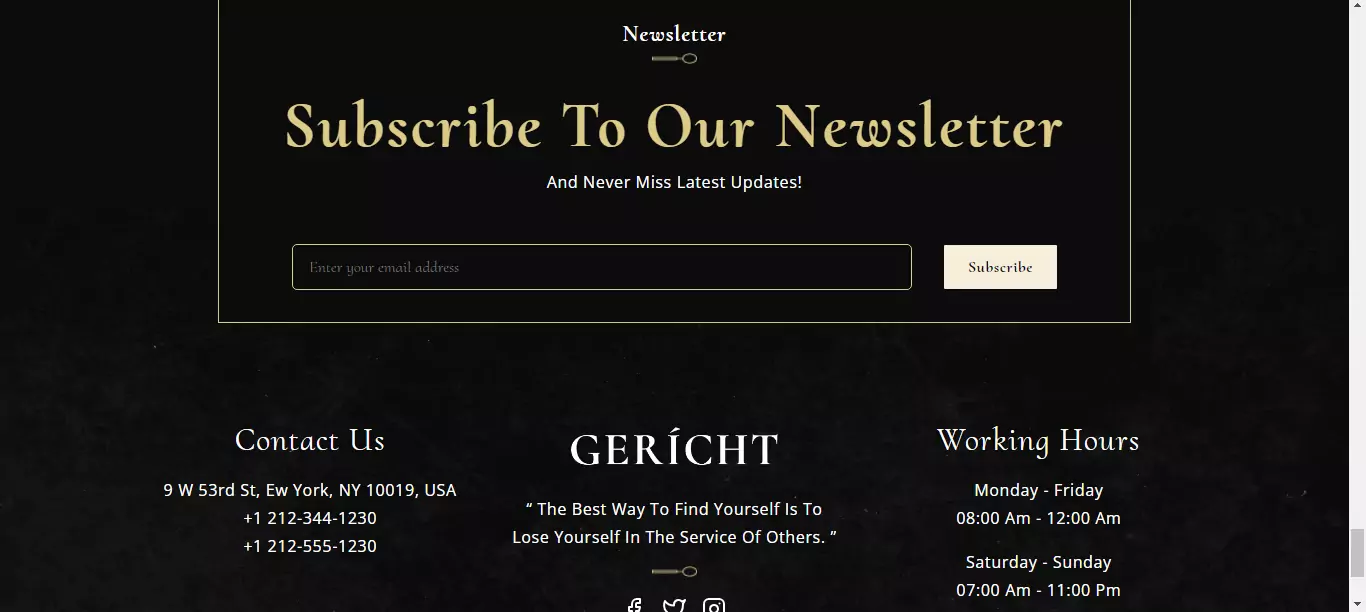 Newsletter
Subscribe To Our Newsletter
And Never Miss Latest Updates!
Enter your email address
Subscribe
Contact Us
9 W 53rd St, Ew York, NY 10019, USA
+1 212-344-1230
+1 212-555-1230
GERÍCHT
“ The Best Way To Find Yourself Is To
Lose Yourself In The Service Of Others. ”
Working Hours
Monday - Friday
08:00 Am - 12:00 Am
Saturday - Sunday
07:00 Am - 11:00 Pm